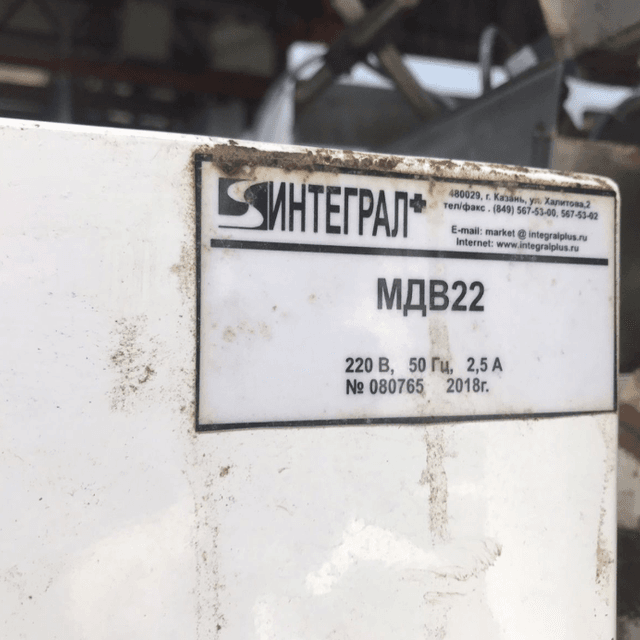 ИНТЕГРАЛ+
480029, г. Казань, ул. Халитова,2
тел/факс. (849) 567-53-00, 567-53-02
E-mail: market @ integralplus.ru
Internet: www.integralplus.ru
МДВ22
220 В, 50 Гц, 2,5 А
№ 080765 2018г.